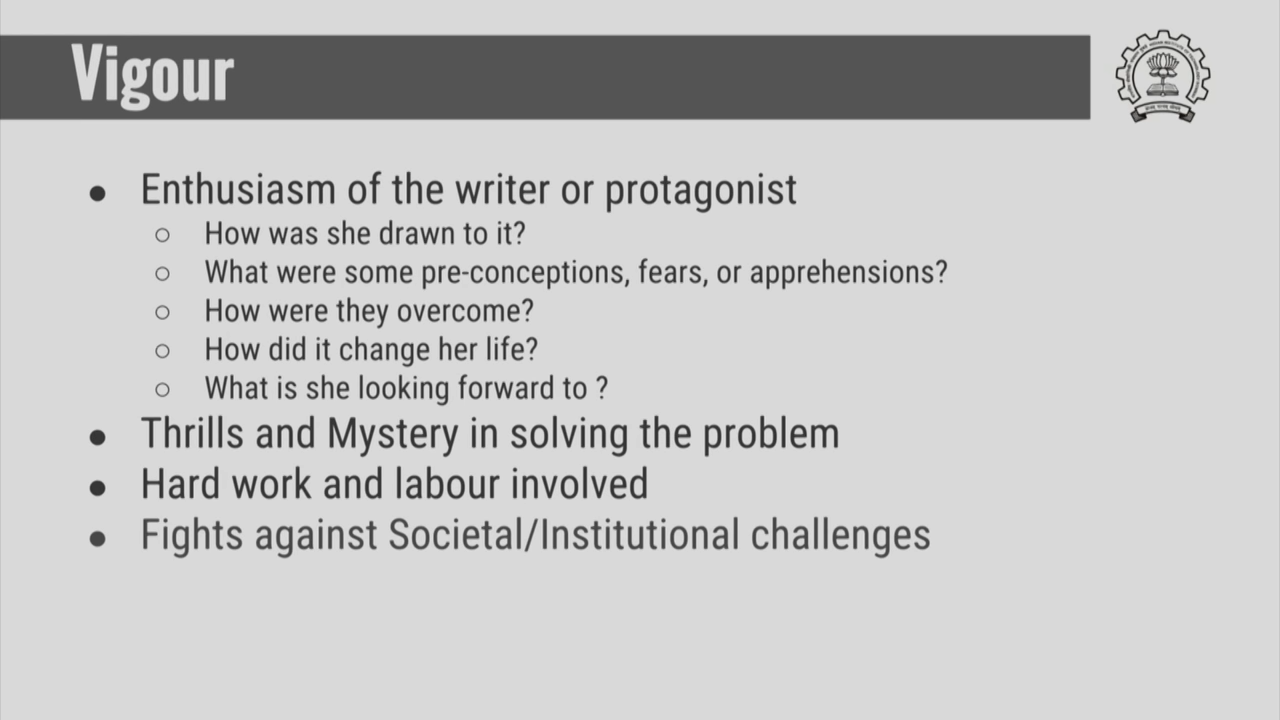 Vigour
● Enthusiasm of the writer or protagonist
○ How was she drawn to it?
○ What were some pre-conceptions, fears, or apprehensions?
○ How were they overcome?
○ How did it change her life?
○ What is she looking forward to ?
● Thrills and Mystery in solving the problem
● Hard work and labour involved
● Fights against Societal/Institutional challenges